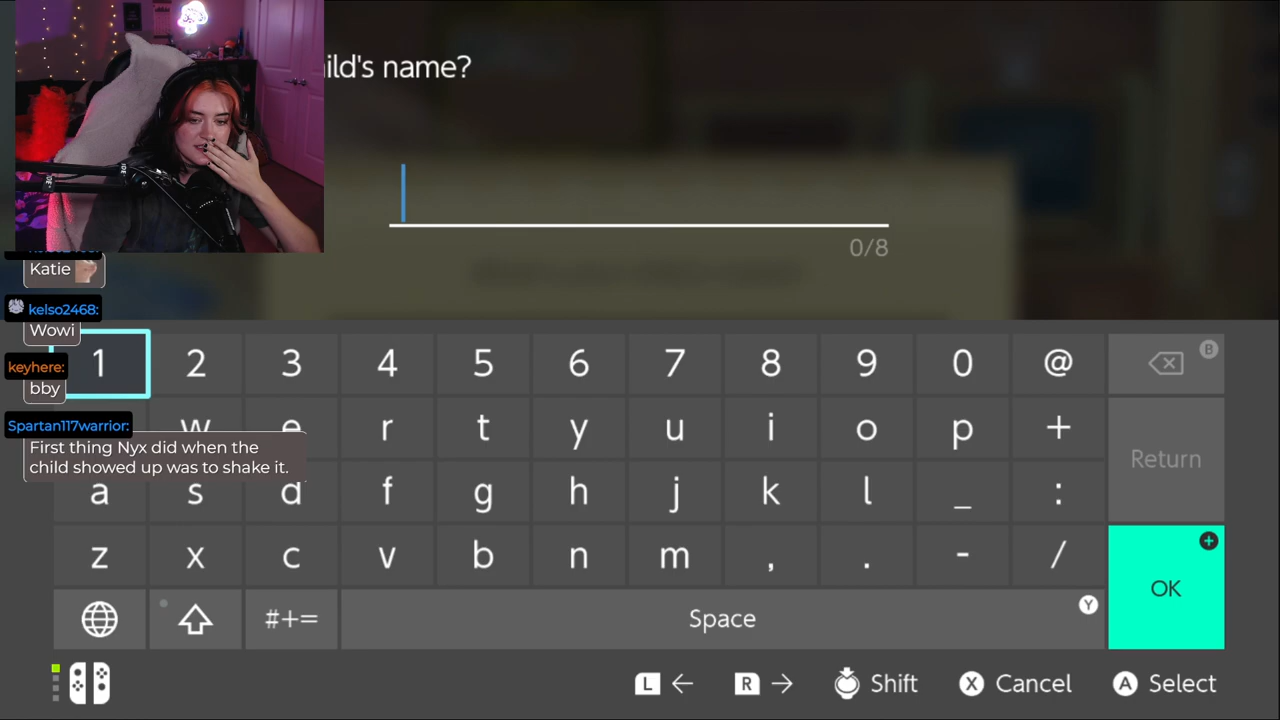 ild's name?
0/8
Katie
kelso2468:
Wowi
keyhere:
bby
Spartan117warrior:
First thing Nyx did when the
child showed up was to shake it.
1 2 3 4 5 6 7 8 9 0 @ B
w e r t y u i o p +
Return
a s d f g h j k l _ :
z x c v b n m , . - /
OK
#+= Space Y
L ← R → Shift X Cancel A Select